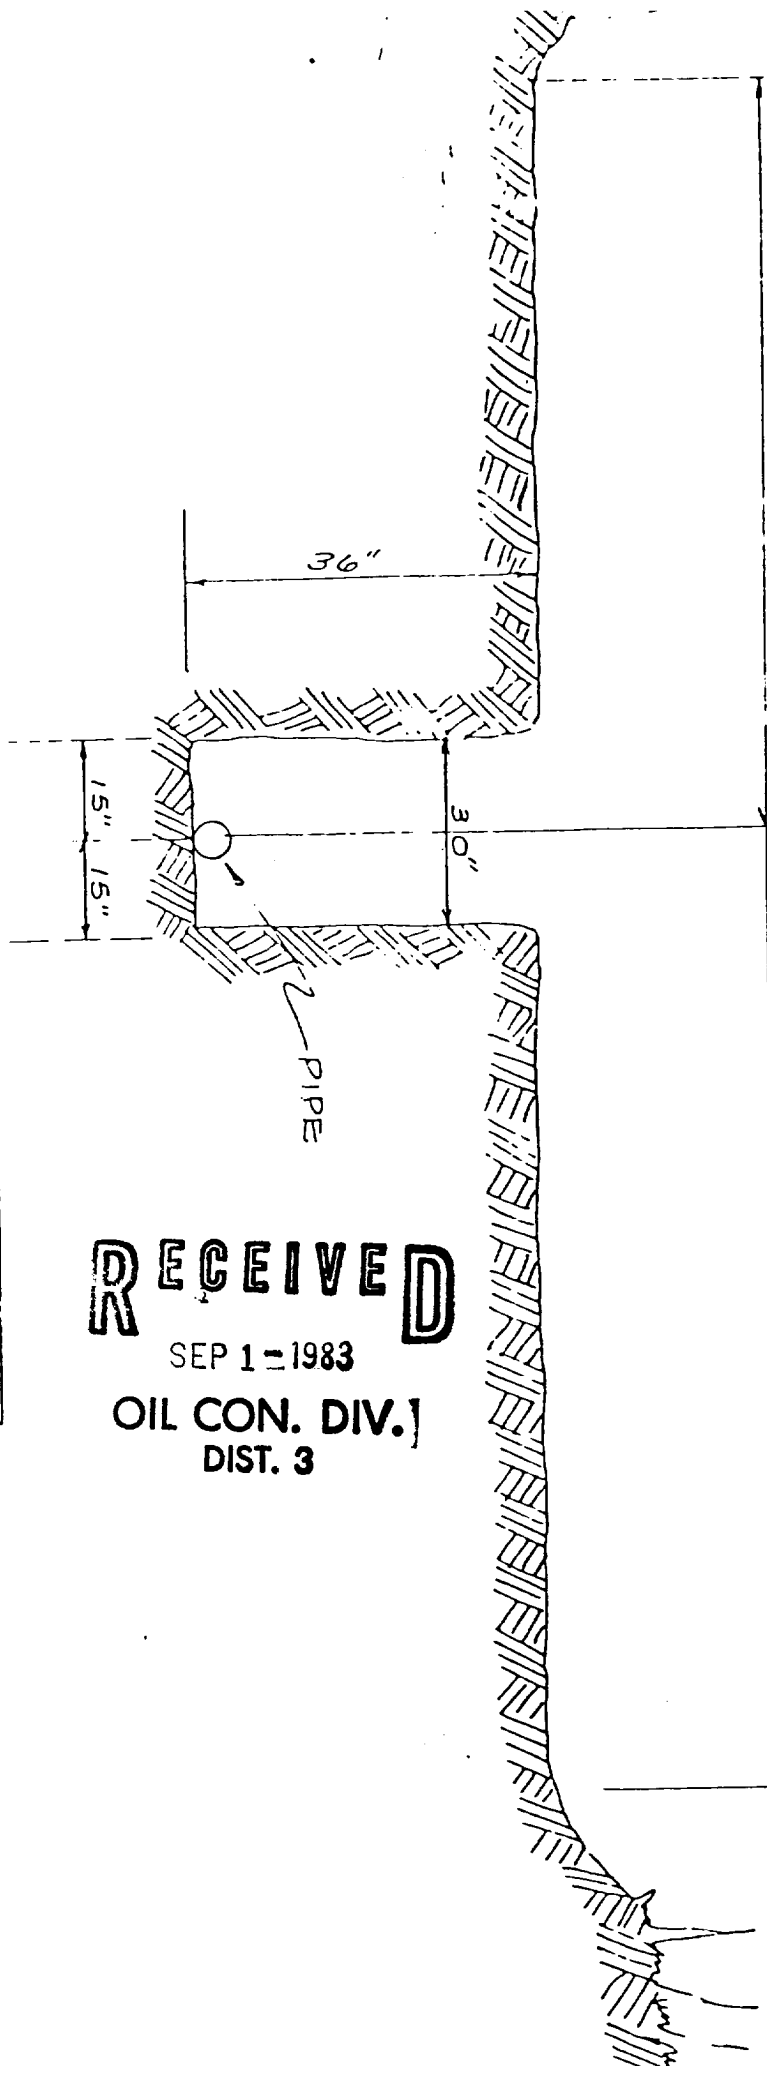 36"
30"
15" 15"
PIPE
RECEIVED
SEP 1 - 1983
OIL CON. DIV.
DIST. 3